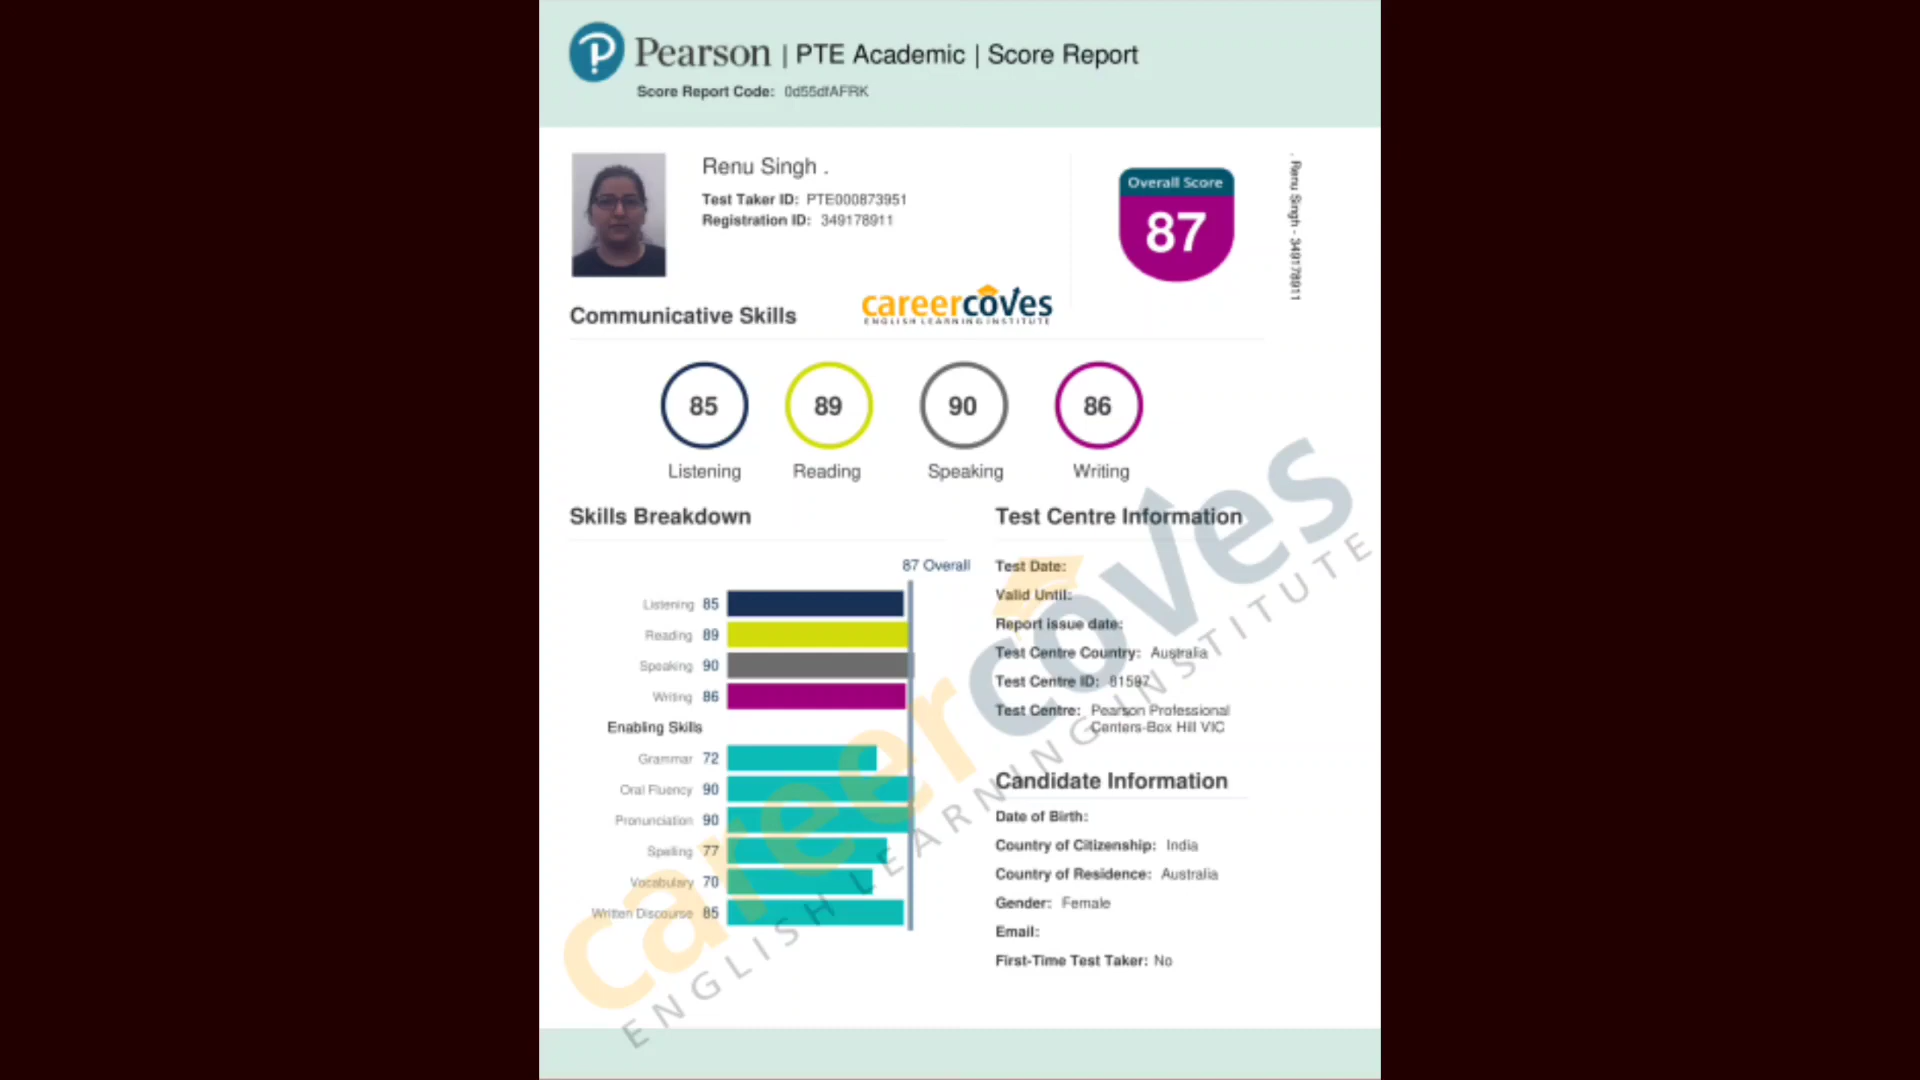 Pearson | PTE Academic | Score Report
Score Report Code: 0d55dfAFRK
Renu Singh .
Test Taker ID: PTE000873951
Registration ID: 349178911
Overall Score
87
. Renu Singh - 349178911
careercoves
ENGLISH LEARNING INSTITUTE
Communicative Skills
85 89 90 86
Listening Reading Speaking Writing
Skills Breakdown
87 Overall
Listening 85
Reading 89
Speaking 90
Writing 86
Enabling Skills
Grammar 72
Oral Fluency 90
Pronunciation 90
Spelling 77
Vocabulary 70
Written Discourse 85
Test Centre Information
Test Date:
Valid Until:
Report issue date:
Test Centre Country: Australia
Test Centre ID: 81597
Test Centre: Pearson Professional
Centers-Box Hill VIC
Candidate Information
Date of Birth:
Country of Citizenship: India
Country of Residence: Australia
Gender: Female
Email:
First-Time Test Taker: No
careercoves
ENGLISH LEARNING INSTITUTE